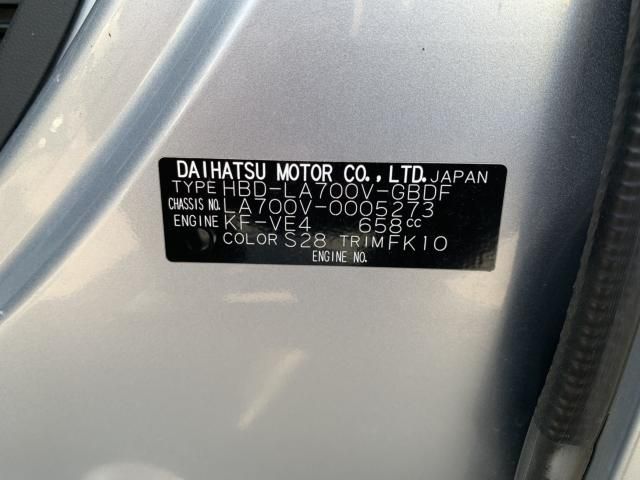 DAIHATSU MOTOR CO., LTD. JAPAN
TYPE HBD-LA700V-GBDF
CHASSIS NO. LA700V-0005273
ENGINE KF-VE4 658cc
COLOR S28 TRIM FK10
ENGINE NO.